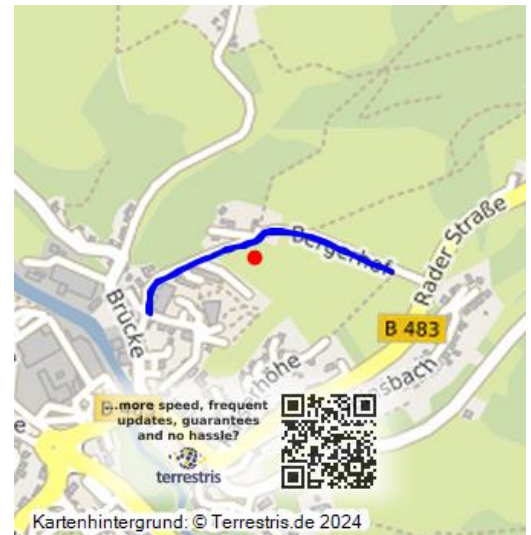 Bergerhof
Rader Straße
Brücke
B 483
höhe
sbach
...more speed, frequent
updates, guarantees
and no hassle?
terrestris
Kartenhintergrund: © Terrestris.de 2024